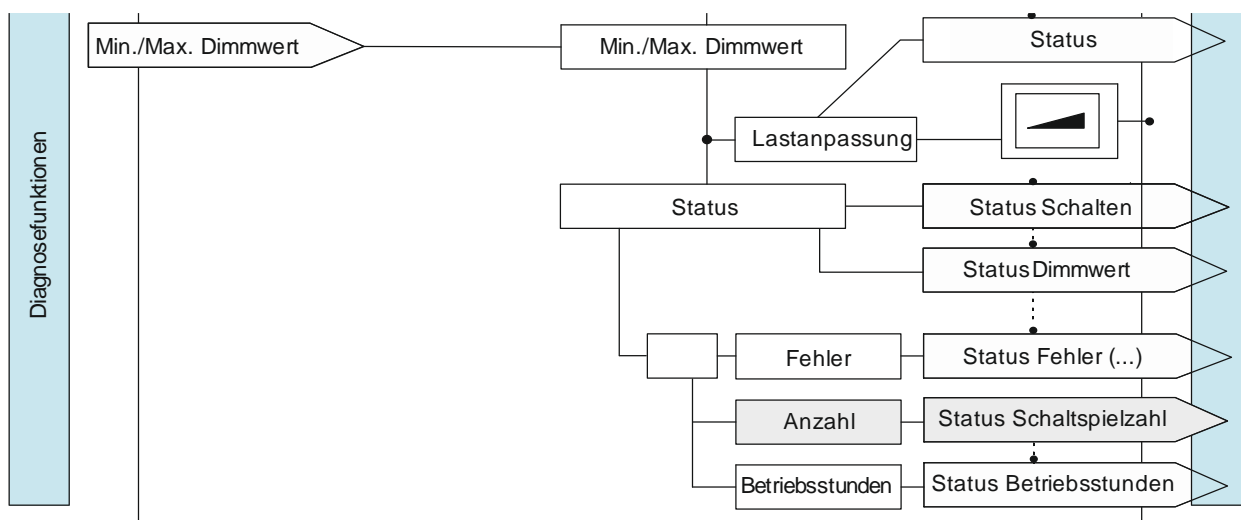 Diagnosefunktionen
Min./Max. Dimmwert
Min./Max. Dimmwert
Status
Lastanpassung
Status
Status Schalten
Status Dimmwert
Fehler
Status Fehler (...)
Anzahl
Status Schaltspielzahl
Betriebsstunden
Status Betriebsstunden